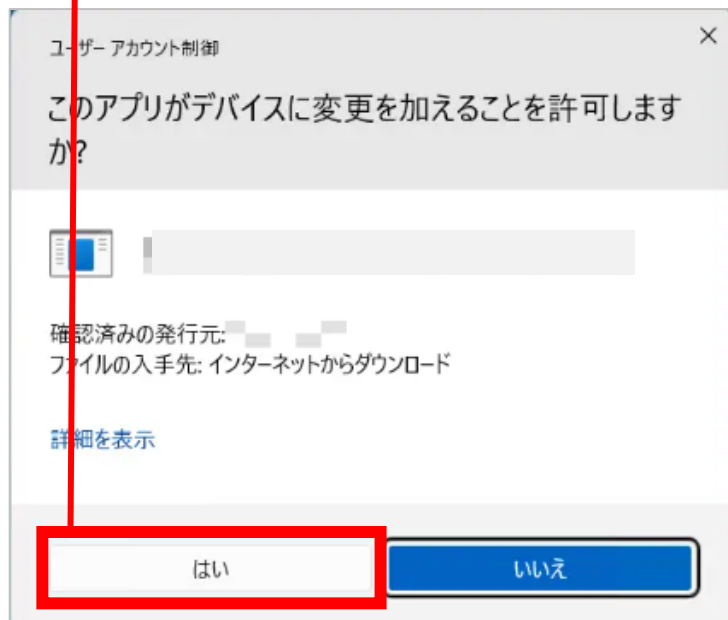 ユーザー アカウント制御
このアプリがデバイスに変更を加えることを許可します
か?
確認済みの発行元:
ファイルの入手先: インターネットからダウンロード
詳細を表示
はい
いいえ